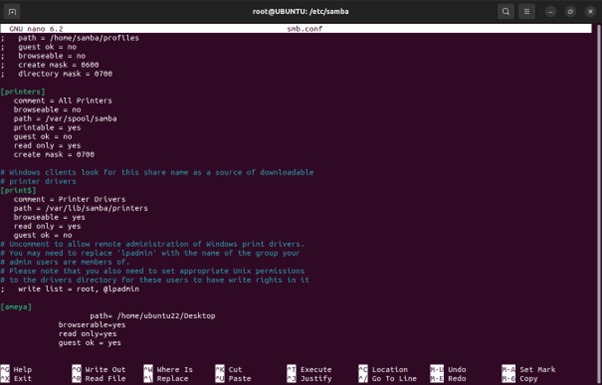 root@UBUNTU: /etc/samba
GNU nano 6.2 smb.conf
;   path = /home/samba/profiles
;   guest ok = no
;   browseable = no
;   create mask = 0600
;   directory mask = 0700
[printers]
comment = All Printers
browseable = no
path = /var/spool/samba
printable = yes
guest ok = no
read only = yes
create mask = 0700
# Windows clients look for this share name as a source of downloadable
# printer drivers
[print$]
comment = Printer Drivers
path = /var/lib/samba/printers
browseable = yes
read only = yes
guest ok = no
# Uncomment to allow remote administration of Windows print drivers.
# You may need to replace 'lpadmin' with the name of the group your
# admin users are members of.
# Please note that you also need to set appropriate Unix permissions
# to the drivers directory for these users to have write rights in it
;   write list = root, @lpadmin
[ameya]
path= /home/ubuntu22/Desktop
browserable=yes
read only=yes
guest ok = yes
^G Help ^O Write Out ^W Where Is ^K Cut ^T Execute ^C Location M-U Undo M-A Set Mark
^X Exit ^R Read File ^\ Replace ^U Paste ^J Justify ^/ Go To Line M-E Redo M-6 Copy